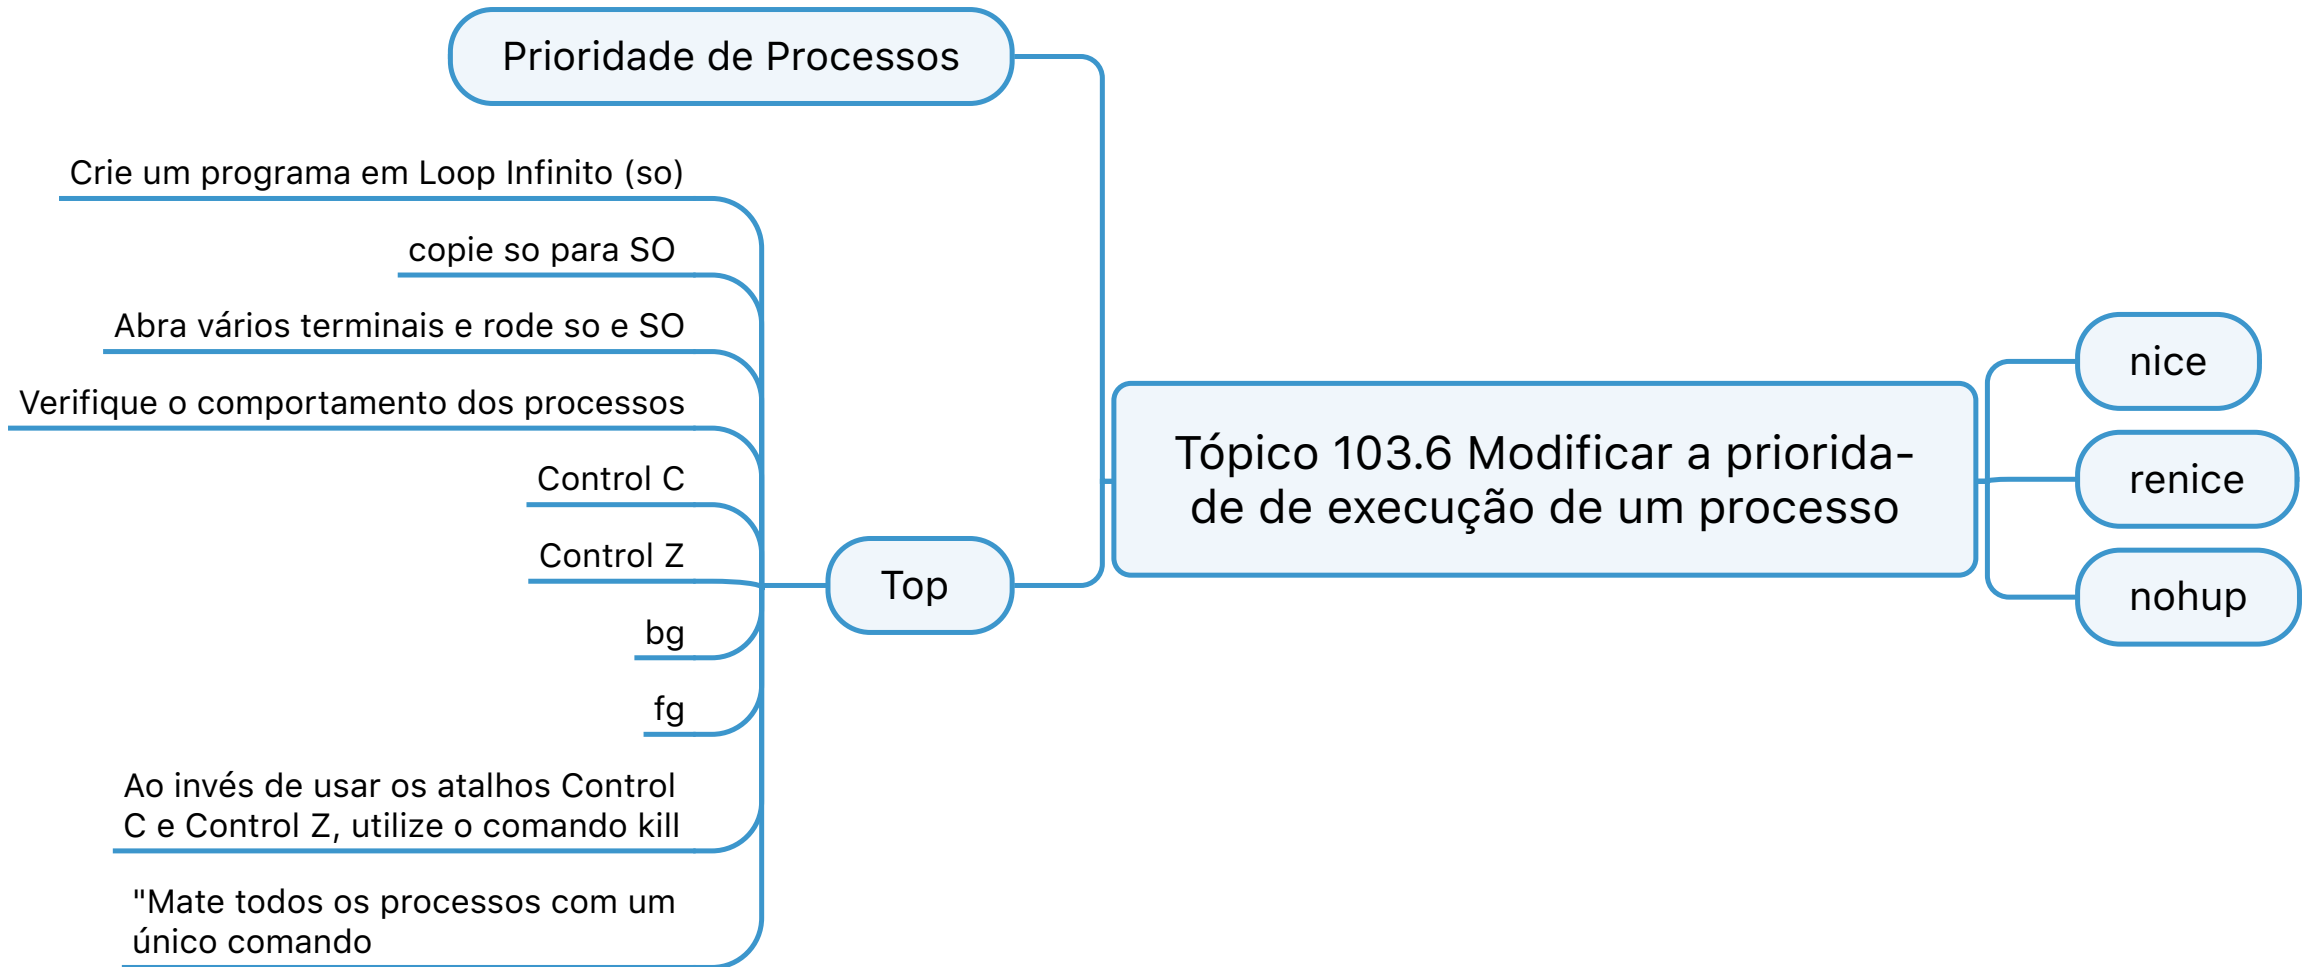 Prioridade de Processos
Crie um programa em Loop Infinito (so)
copie so para SO
Abra vários terminais e rode so e SO
Verifique o comportamento dos processos
Control C
Control Z
bg
fg
Ao invés de usar os atalhos Control
C e Control Z, utilize o comando kill
"Mate todos os processos com um
único comando
Top
Tópico 103.6 Modificar a priorida-
de de execução de um processo
nice
renice
nohup